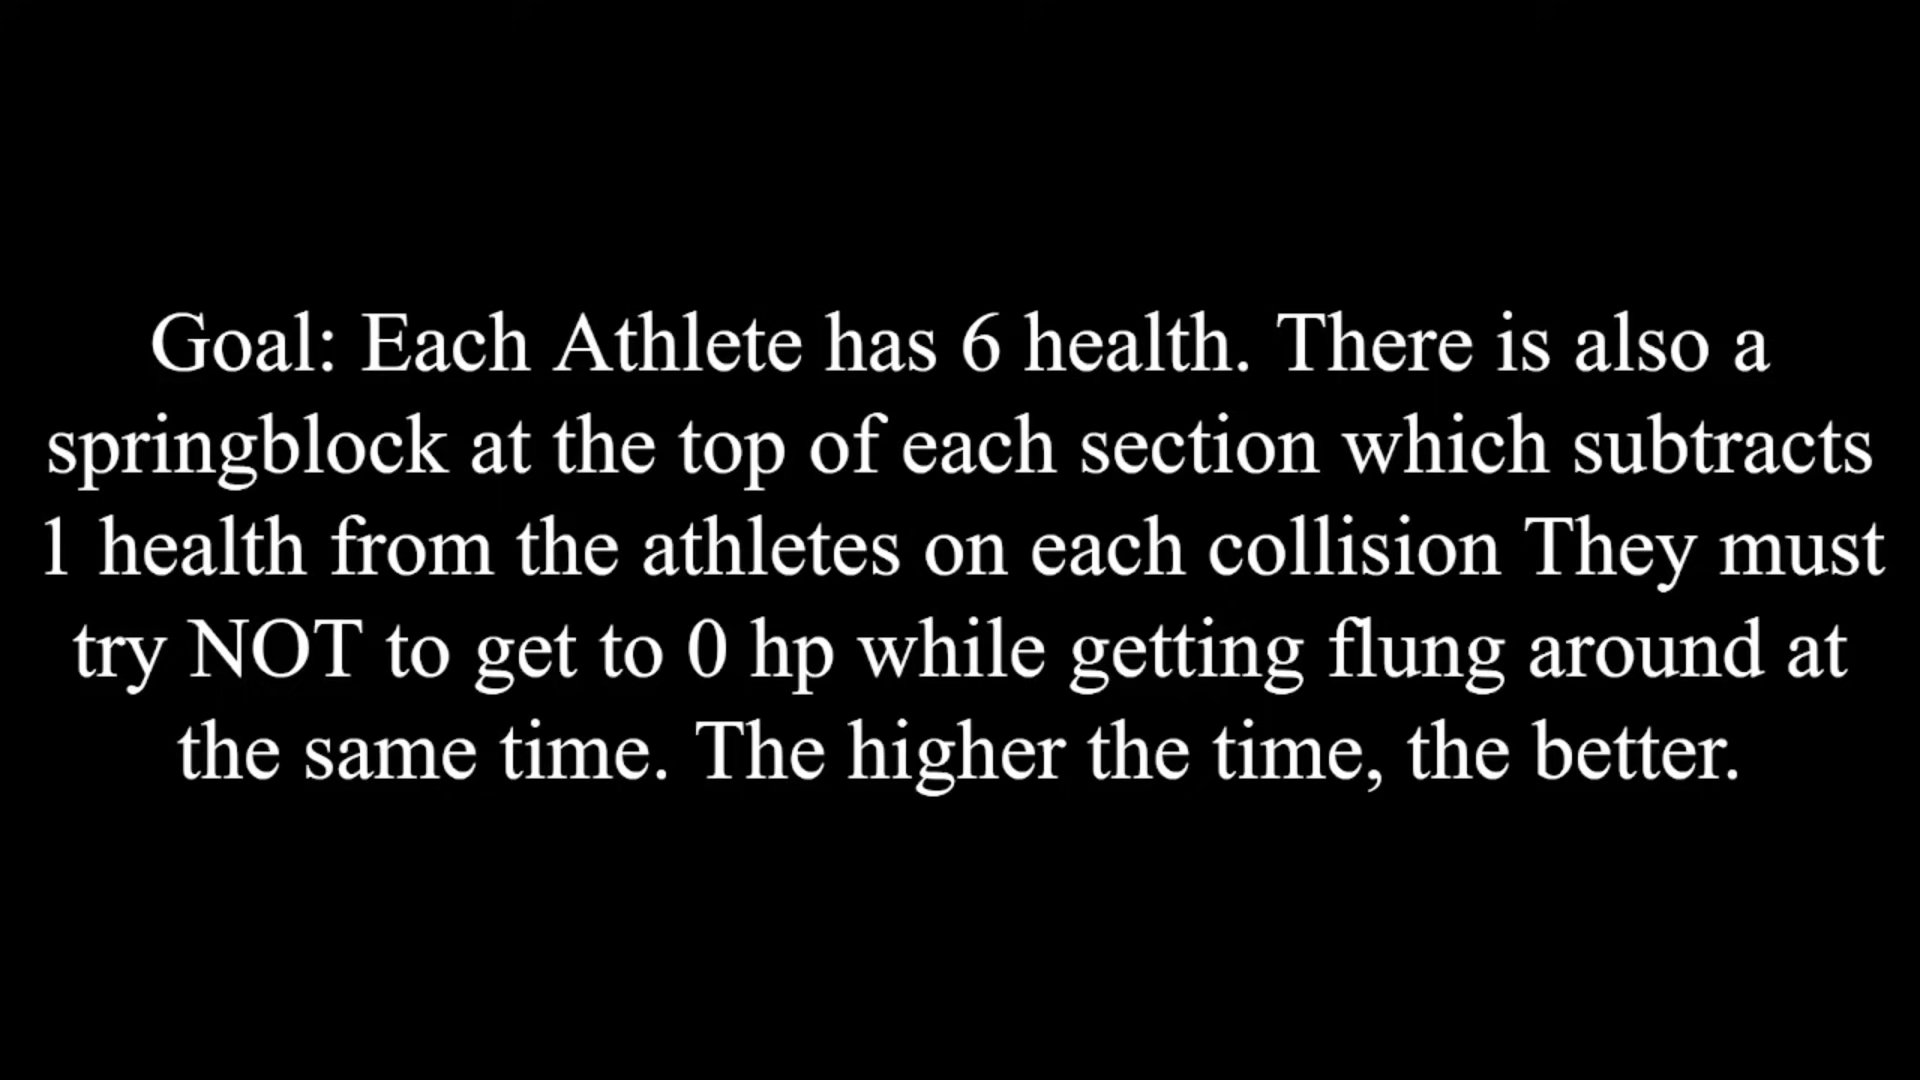 Goal: Each Athlete has 6 health. There is also a
springblock at the top of each section which subtracts
1 health from the athletes on each collision They must
try NOT to get to 0 hp while getting flung around at
the same time. The higher the time, the better.